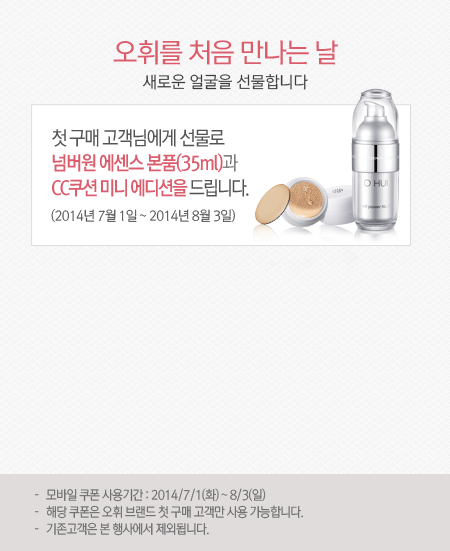 오휘를 처음 만나는 날
새로운 얼굴을 선물합니다
첫 구매 고객님에게 선물로
넘버원 에센스 본품(35ml)과
CC쿠션 미니 에디션을 드립니다.
(2014년 7월 1일 ~ 2014년 8월 3일)
O HUI
- 모바일 쿠폰 사용기간 : 2014/7/1(화) ~ 8/3(일)
- 해당 쿠폰은 오휘 브랜드 첫 구매 고객만 사용 가능합니다.
- 기존고객은 본 행사에서 제외됩니다.